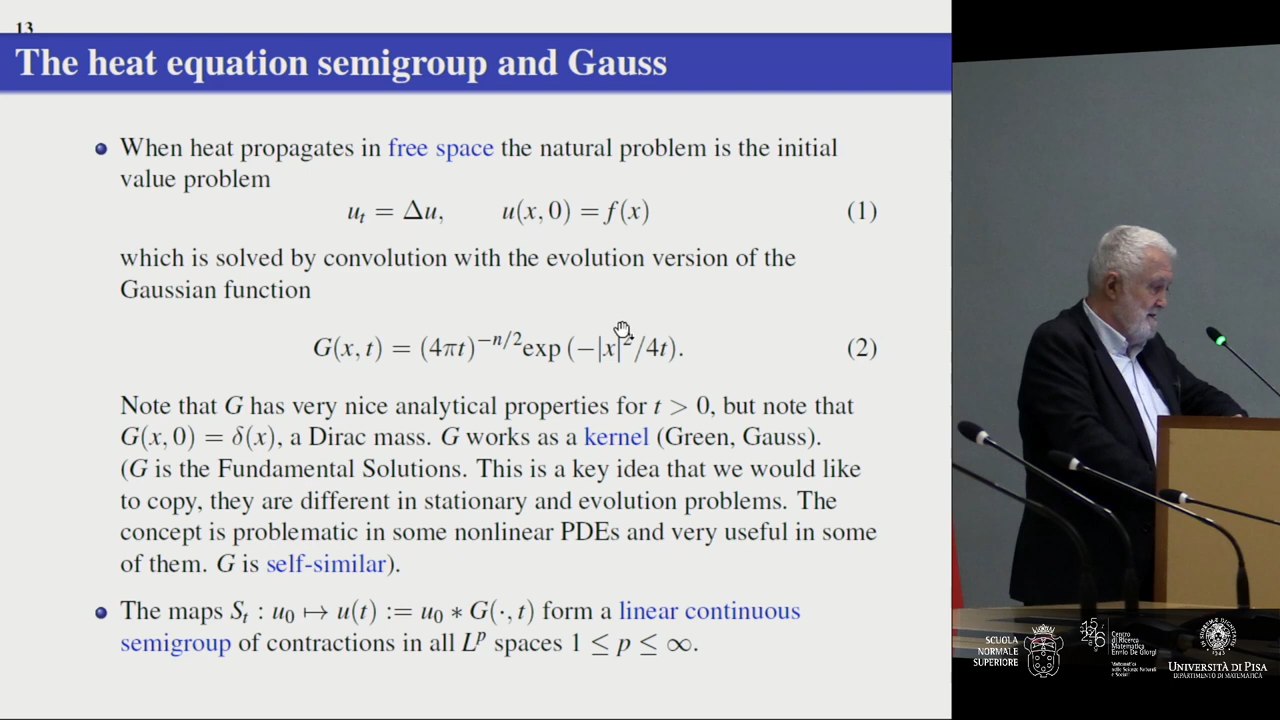 13
The heat equation semigroup and Gauss
When heat propagates in free space the natural problem is the initial
value problem
u_t = Δu,   u(x, 0) = f(x)   (1)
which is solved by convolution with the evolution version of the
Gaussian function
G(x, t) = (4πt)^{−n/2} exp (−|x|^2/4t).   (2)
Note that G has very nice analytical properties for t > 0, but note that
G(x, 0) = δ(x), a Dirac mass. G works as a kernel (Green, Gauss).
(G is the Fundamental Solutions. This is a key idea that we would like
to copy, they are different in stationary and evolution problems. The
concept is problematic in some nonlinear PDEs and very useful in some
of them. G is self-similar).
The maps S_t : u_0 ↦ u(t) := u_0 ∗ G(·, t) form a linear continuous
semigroup of contractions in all L^p spaces 1 ≤ p ≤ ∞.
SCUOLA
NORMALE
SUPERIORE
Centro
di Ricerca
Matematica
Ennio De Giorgi
UNIVERSITÀ DI PISA
DIPARTIMENTO DI MATEMATICA